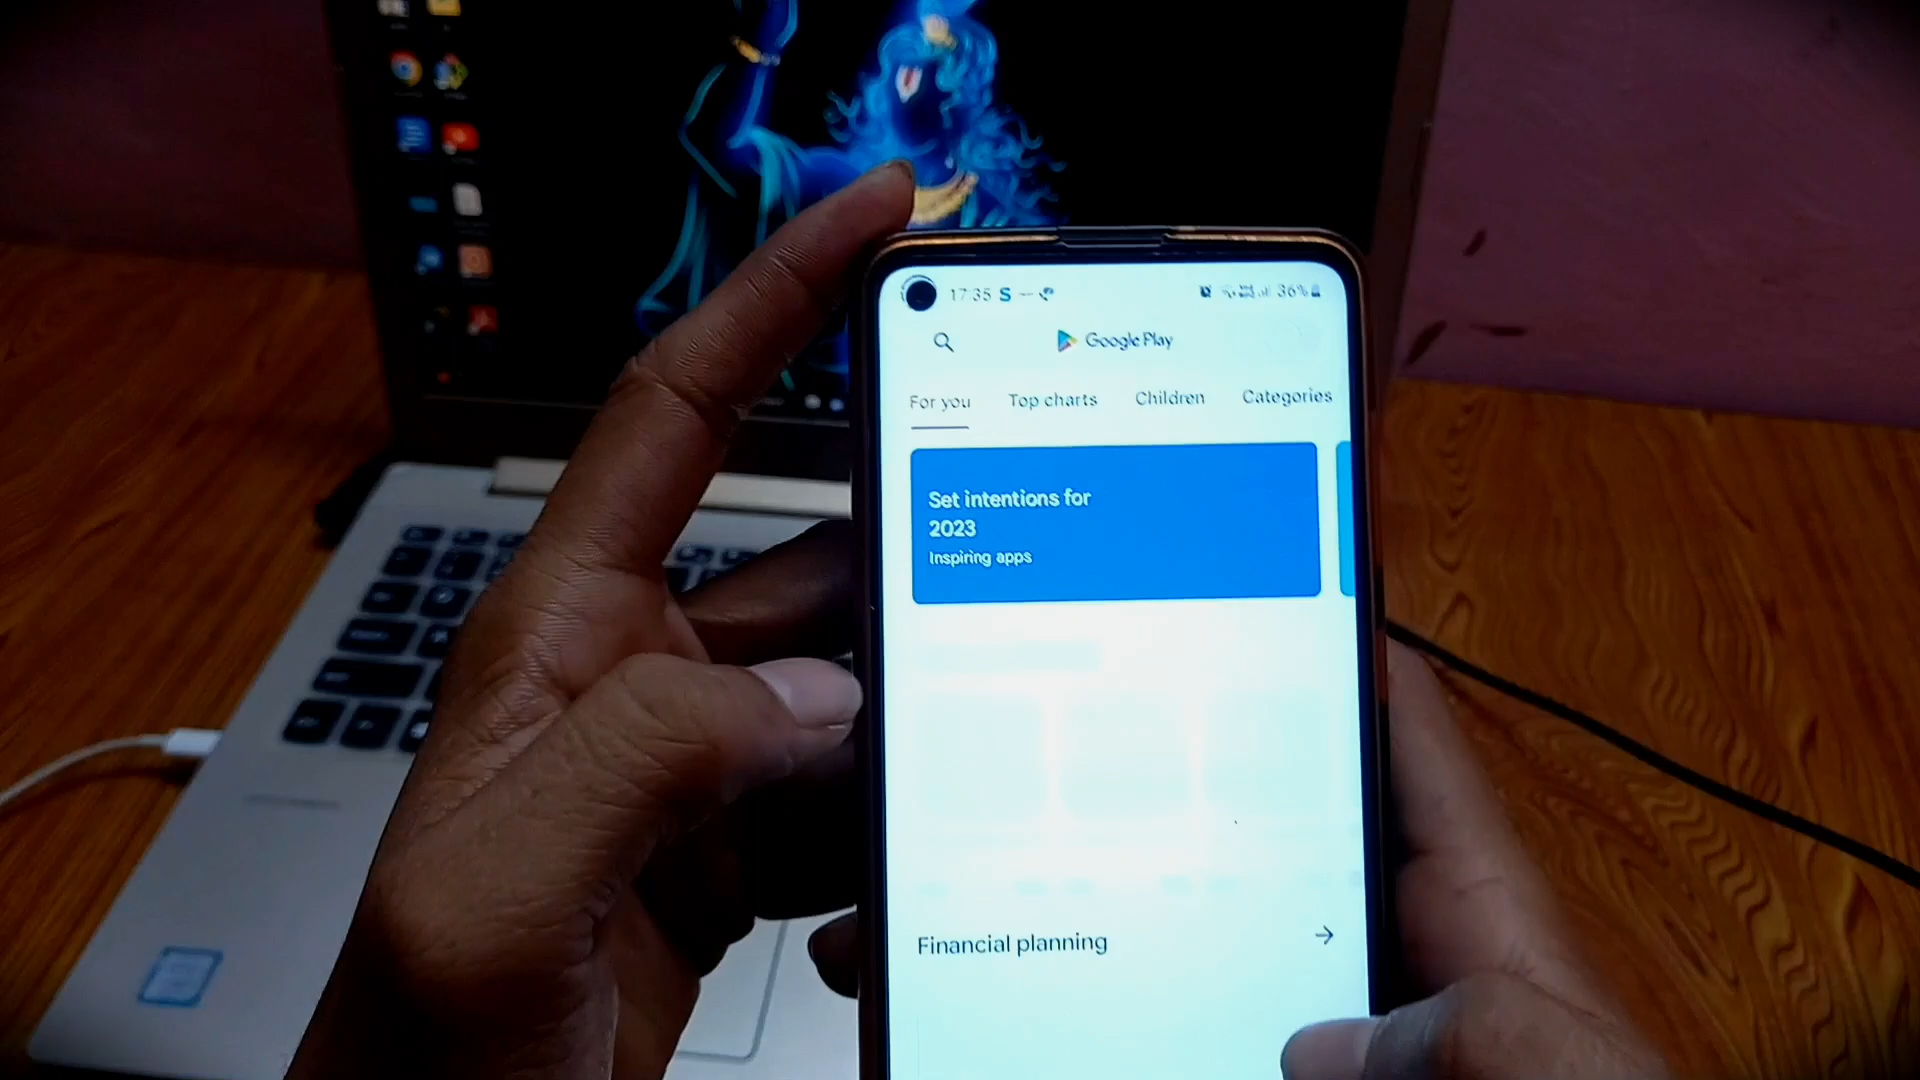 17:35 S
36%
Google Play
For you Top charts Children Categories
Set intentions for
2023
Inspiring apps
Financial planning